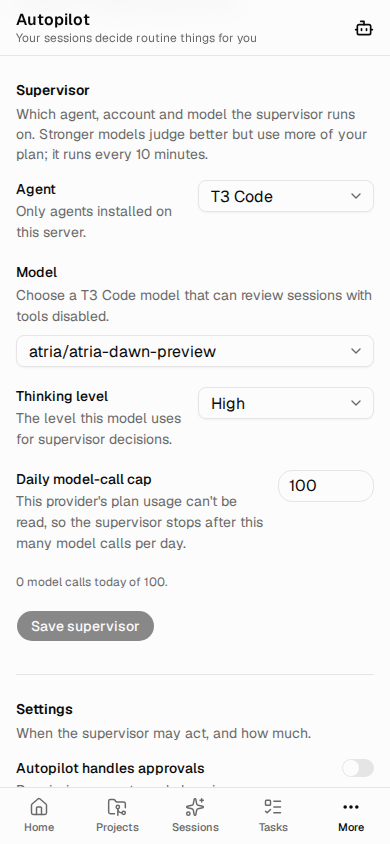 Autopilot
Your sessions decide routine things for you
Supervisor
Which agent, account and model the supervisor runs
on. Stronger models judge better but use more of your
plan; it runs every 10 minutes.
Agent
T3 Code
Only agents installed on
this server.
Model
Choose a T3 Code model that can review sessions with
tools disabled.
atria/atria-dawn-preview
Thinking level
High
The level this model uses
for supervisor decisions.
Daily model-call cap
100
This provider's plan usage can't be
read, so the supervisor stops after this
many model calls per day.
0 model calls today of 100.
Save supervisor
Settings
When the supervisor may act, and how much.
Autopilot handles approvals
Home
Projects
Sessions
Tasks
More